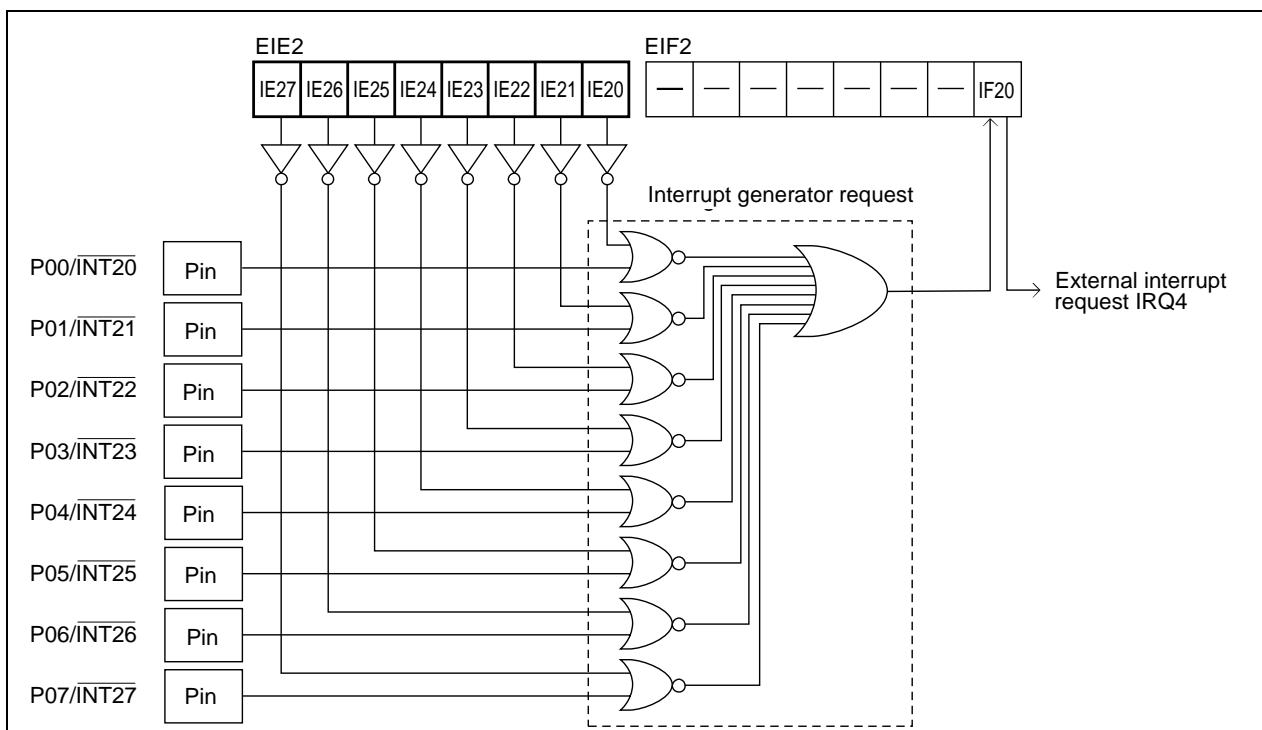 EIE2
EIF2
IE27 IE26 IE25 IE24 IE23 IE22 IE21 IE20
— — — — — — — IF20
Interrupt generator request
P00/INT20 Pin
P01/INT21 Pin
P02/INT22 Pin
P03/INT23 Pin
P04/INT24 Pin
P05/INT25 Pin
P06/INT26 Pin
P07/INT27 Pin
External interrupt
request IRQ4